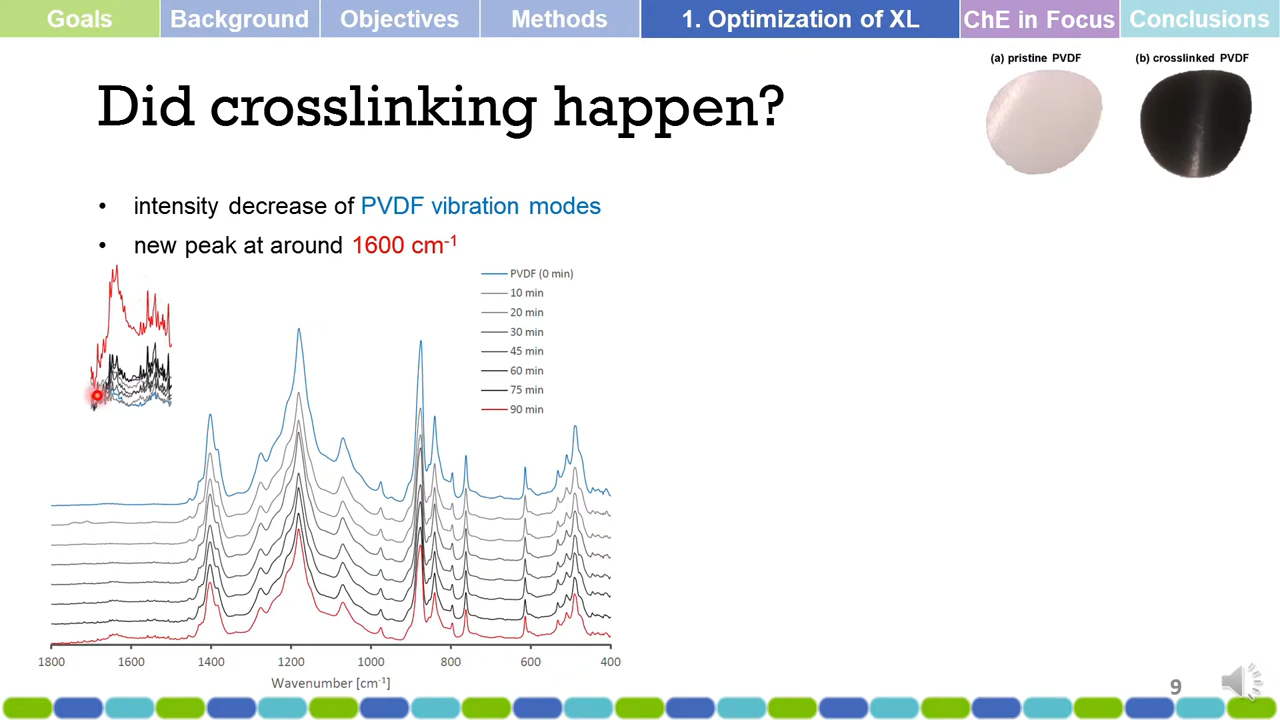 Goals
Background
Objectives
Methods
1. Optimization of XL
ChE in Focus
Conclusions
(a) pristine PVDF
(b) crosslinked PVDF
Did crosslinking happen?
• intensity decrease of PVDF vibration modes
• new peak at around 1600 cm⁻¹
PVDF (0 min)
10 min
20 min
30 min
45 min
60 min
75 min
90 min
1800 1600 1400 1200 1000 800 600 400
Wavenumber [cm⁻¹]
9